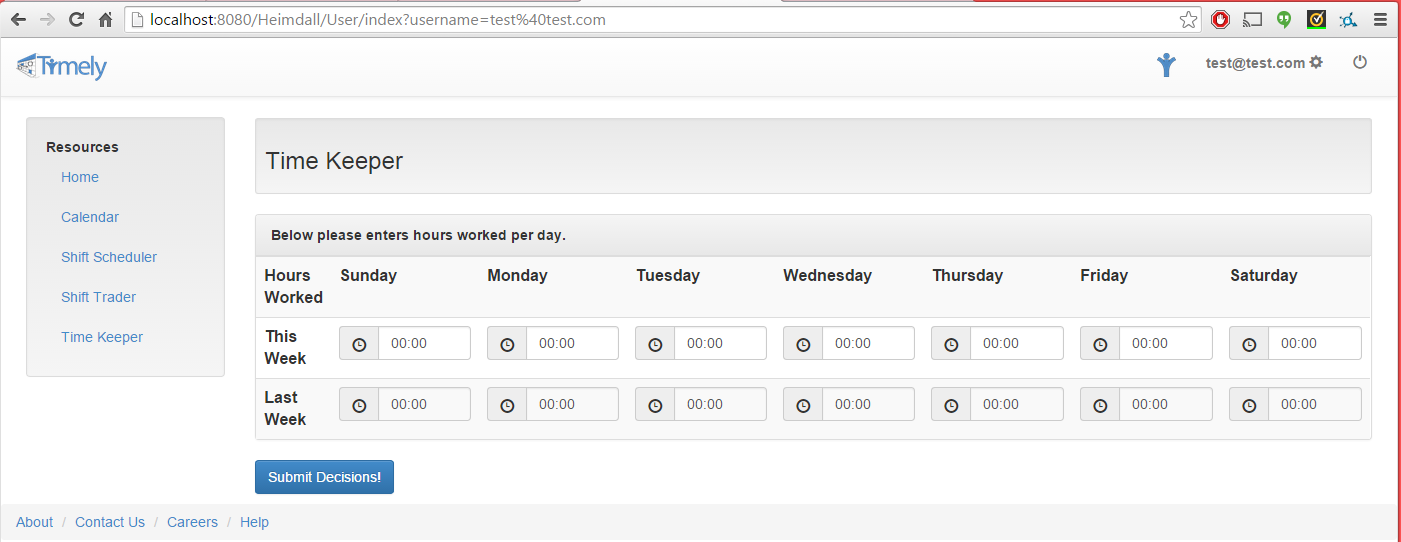 localhost:8080/Heimdall/User/index?username=test%40test.com
Tymely
test@test.com
Resources
Home
Calendar
Shift Scheduler
Shift Trader
Time Keeper
Time Keeper
Below please enters hours worked per day.
Hours Worked Sunday Monday Tuesday Wednesday Thursday Friday Saturday
This Week 00:00 00:00 00:00 00:00 00:00 00:00 00:00
Last Week 00:00 00:00 00:00 00:00 00:00 00:00 00:00
Submit Decisions!
About / Contact Us / Careers / Help